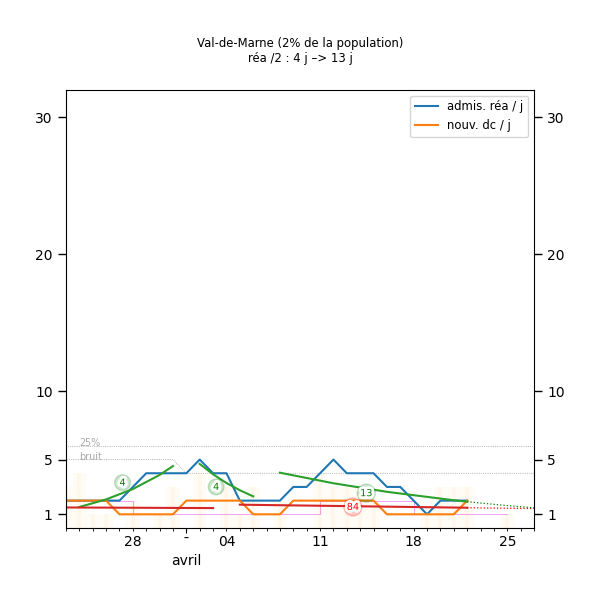 Val-de-Marne (2% de la population)
réa /2 : 4 j –> 13 j
admis. réa / j
nouv. dc / j
30 30
20 20
10 10
25%
bruit
5 5
4 4 13 84
1 1
28 - 04 11 18 25
avril